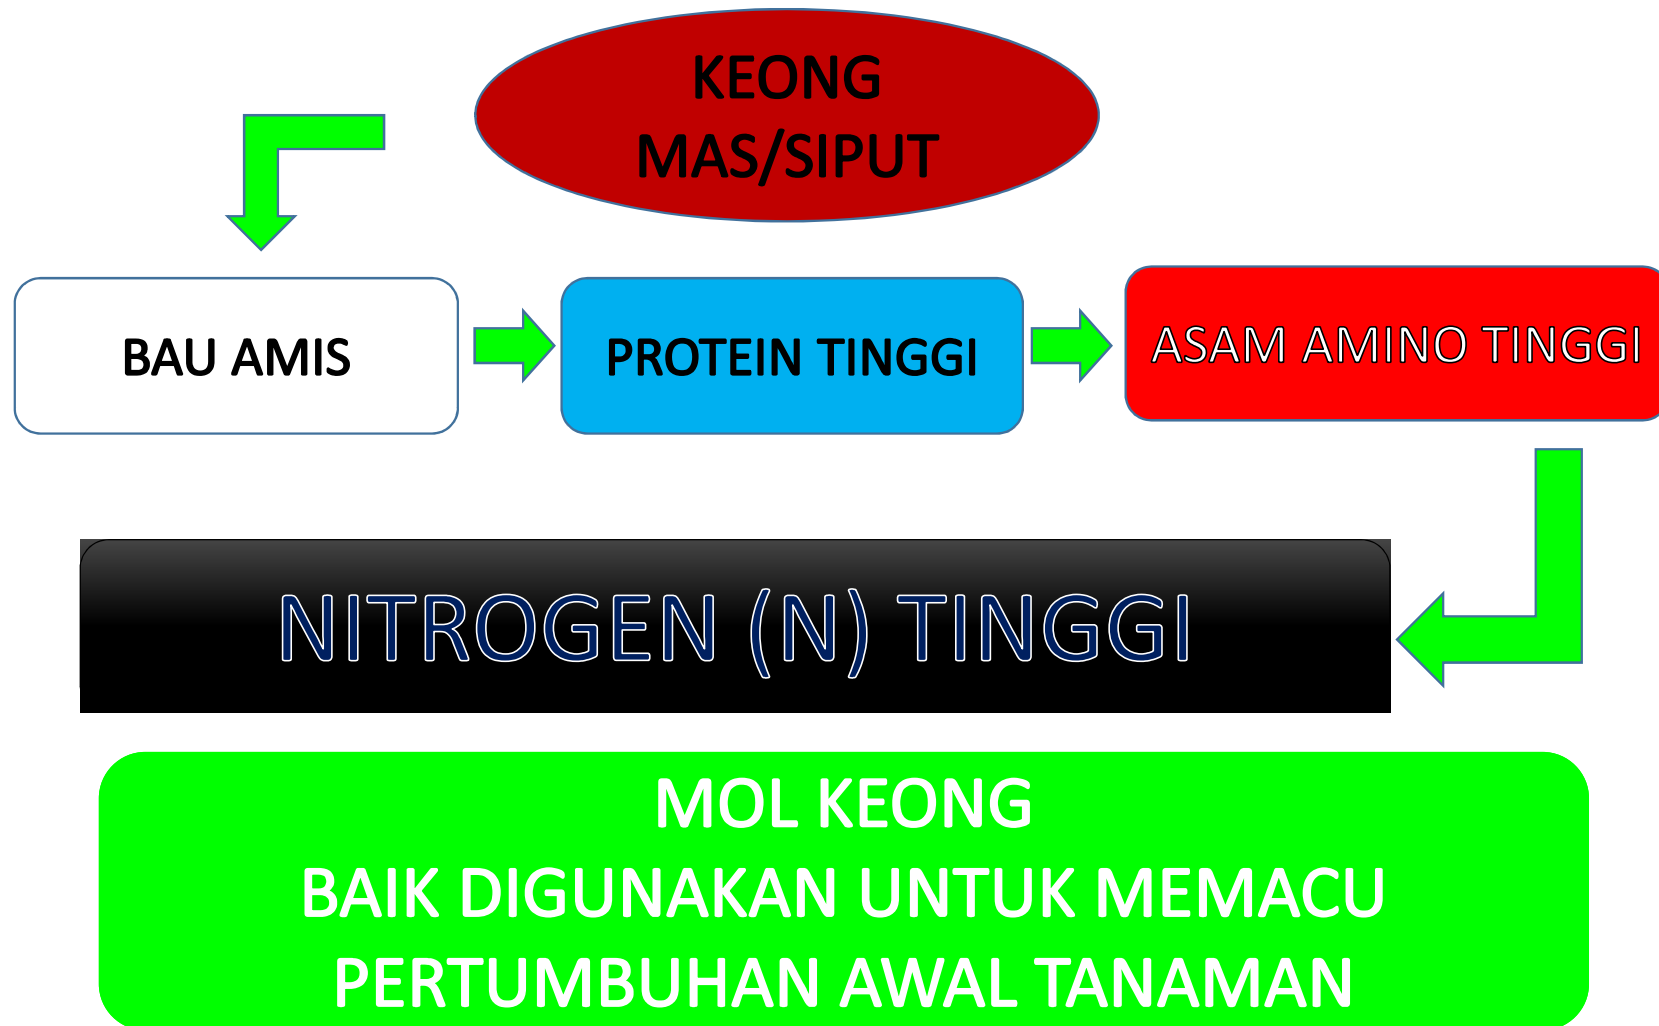 KEONG
MAS/SIPUT
BAU AMIS
PROTEIN TINGGI
ASAM AMINO TINGGI
NITROGEN (N) TINGGI
MOL KEONG
BAIK DIGUNAKAN UNTUK MEMACU
PERTUMBUHAN AWAL TANAMAN